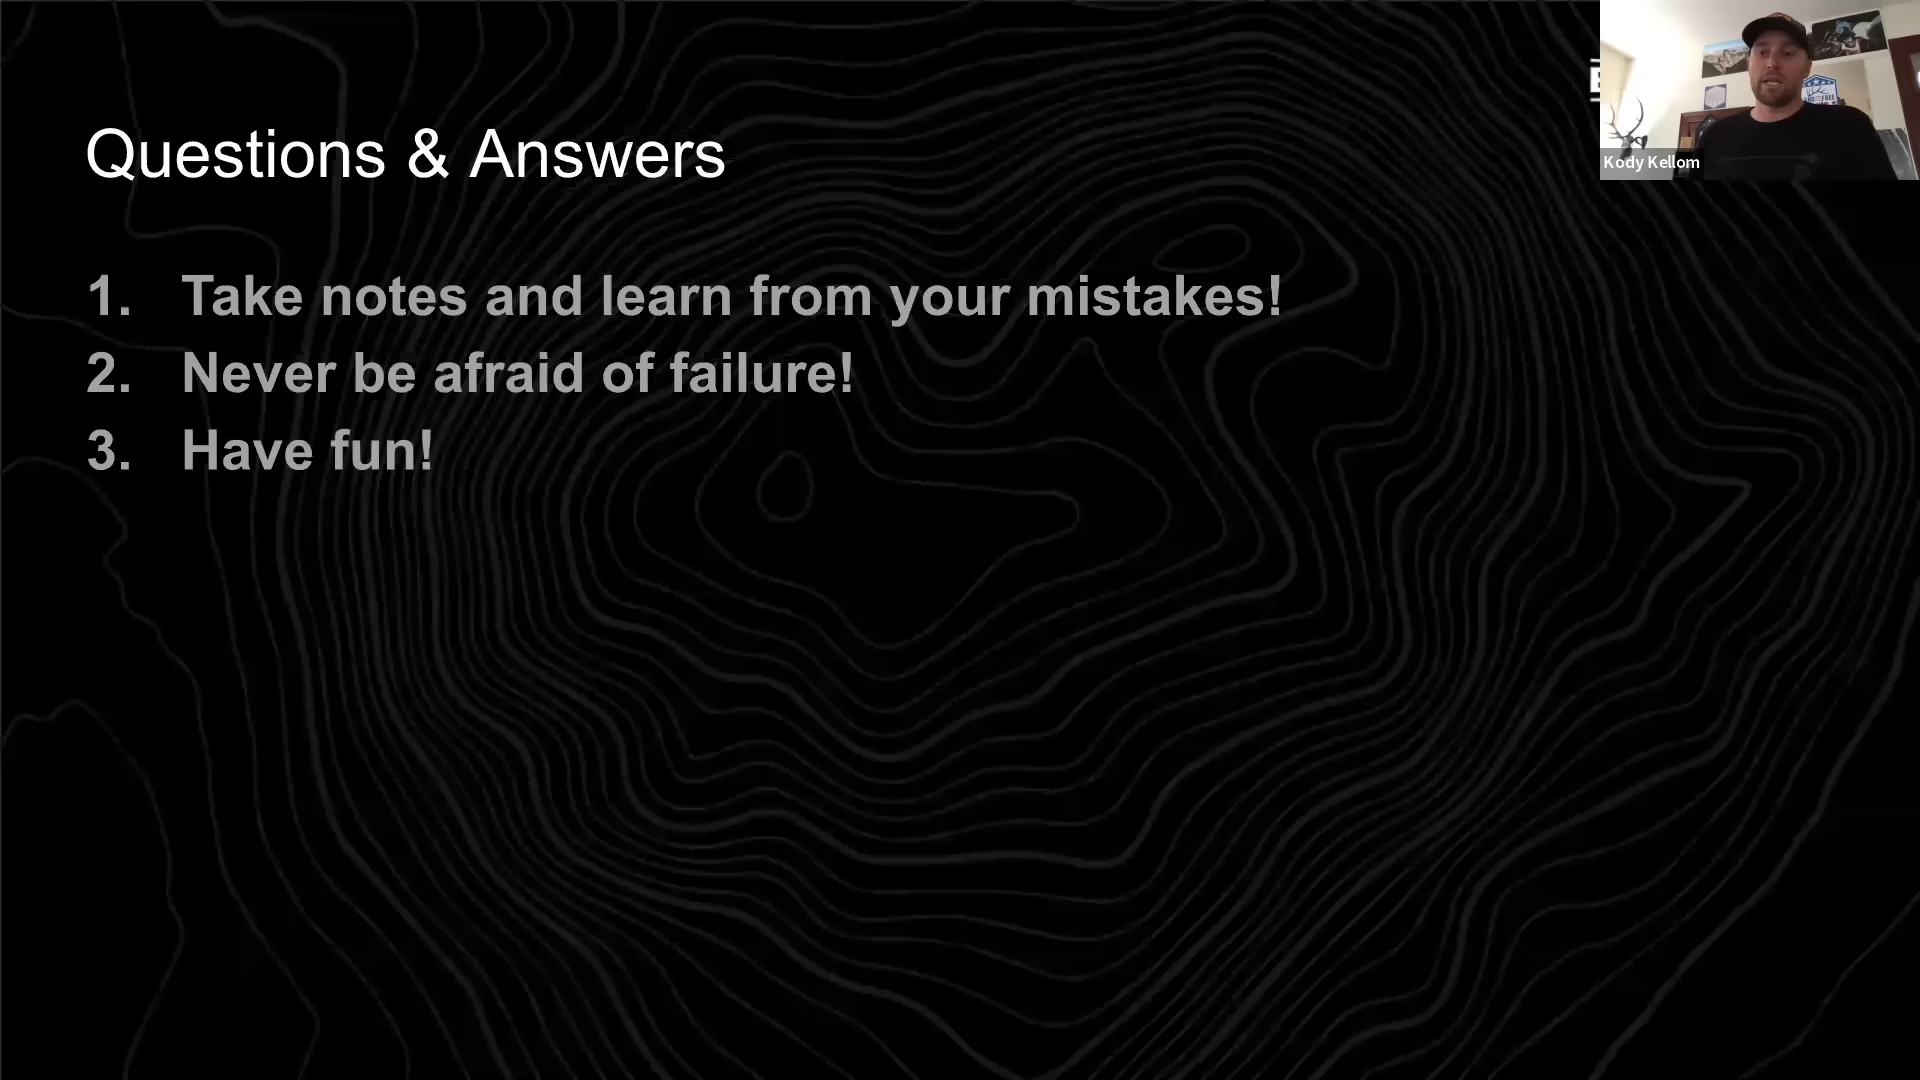 Questions & Answers
1. Take notes and learn from your mistakes!
2. Never be afraid of failure!
3. Have fun!
Kody Kellom